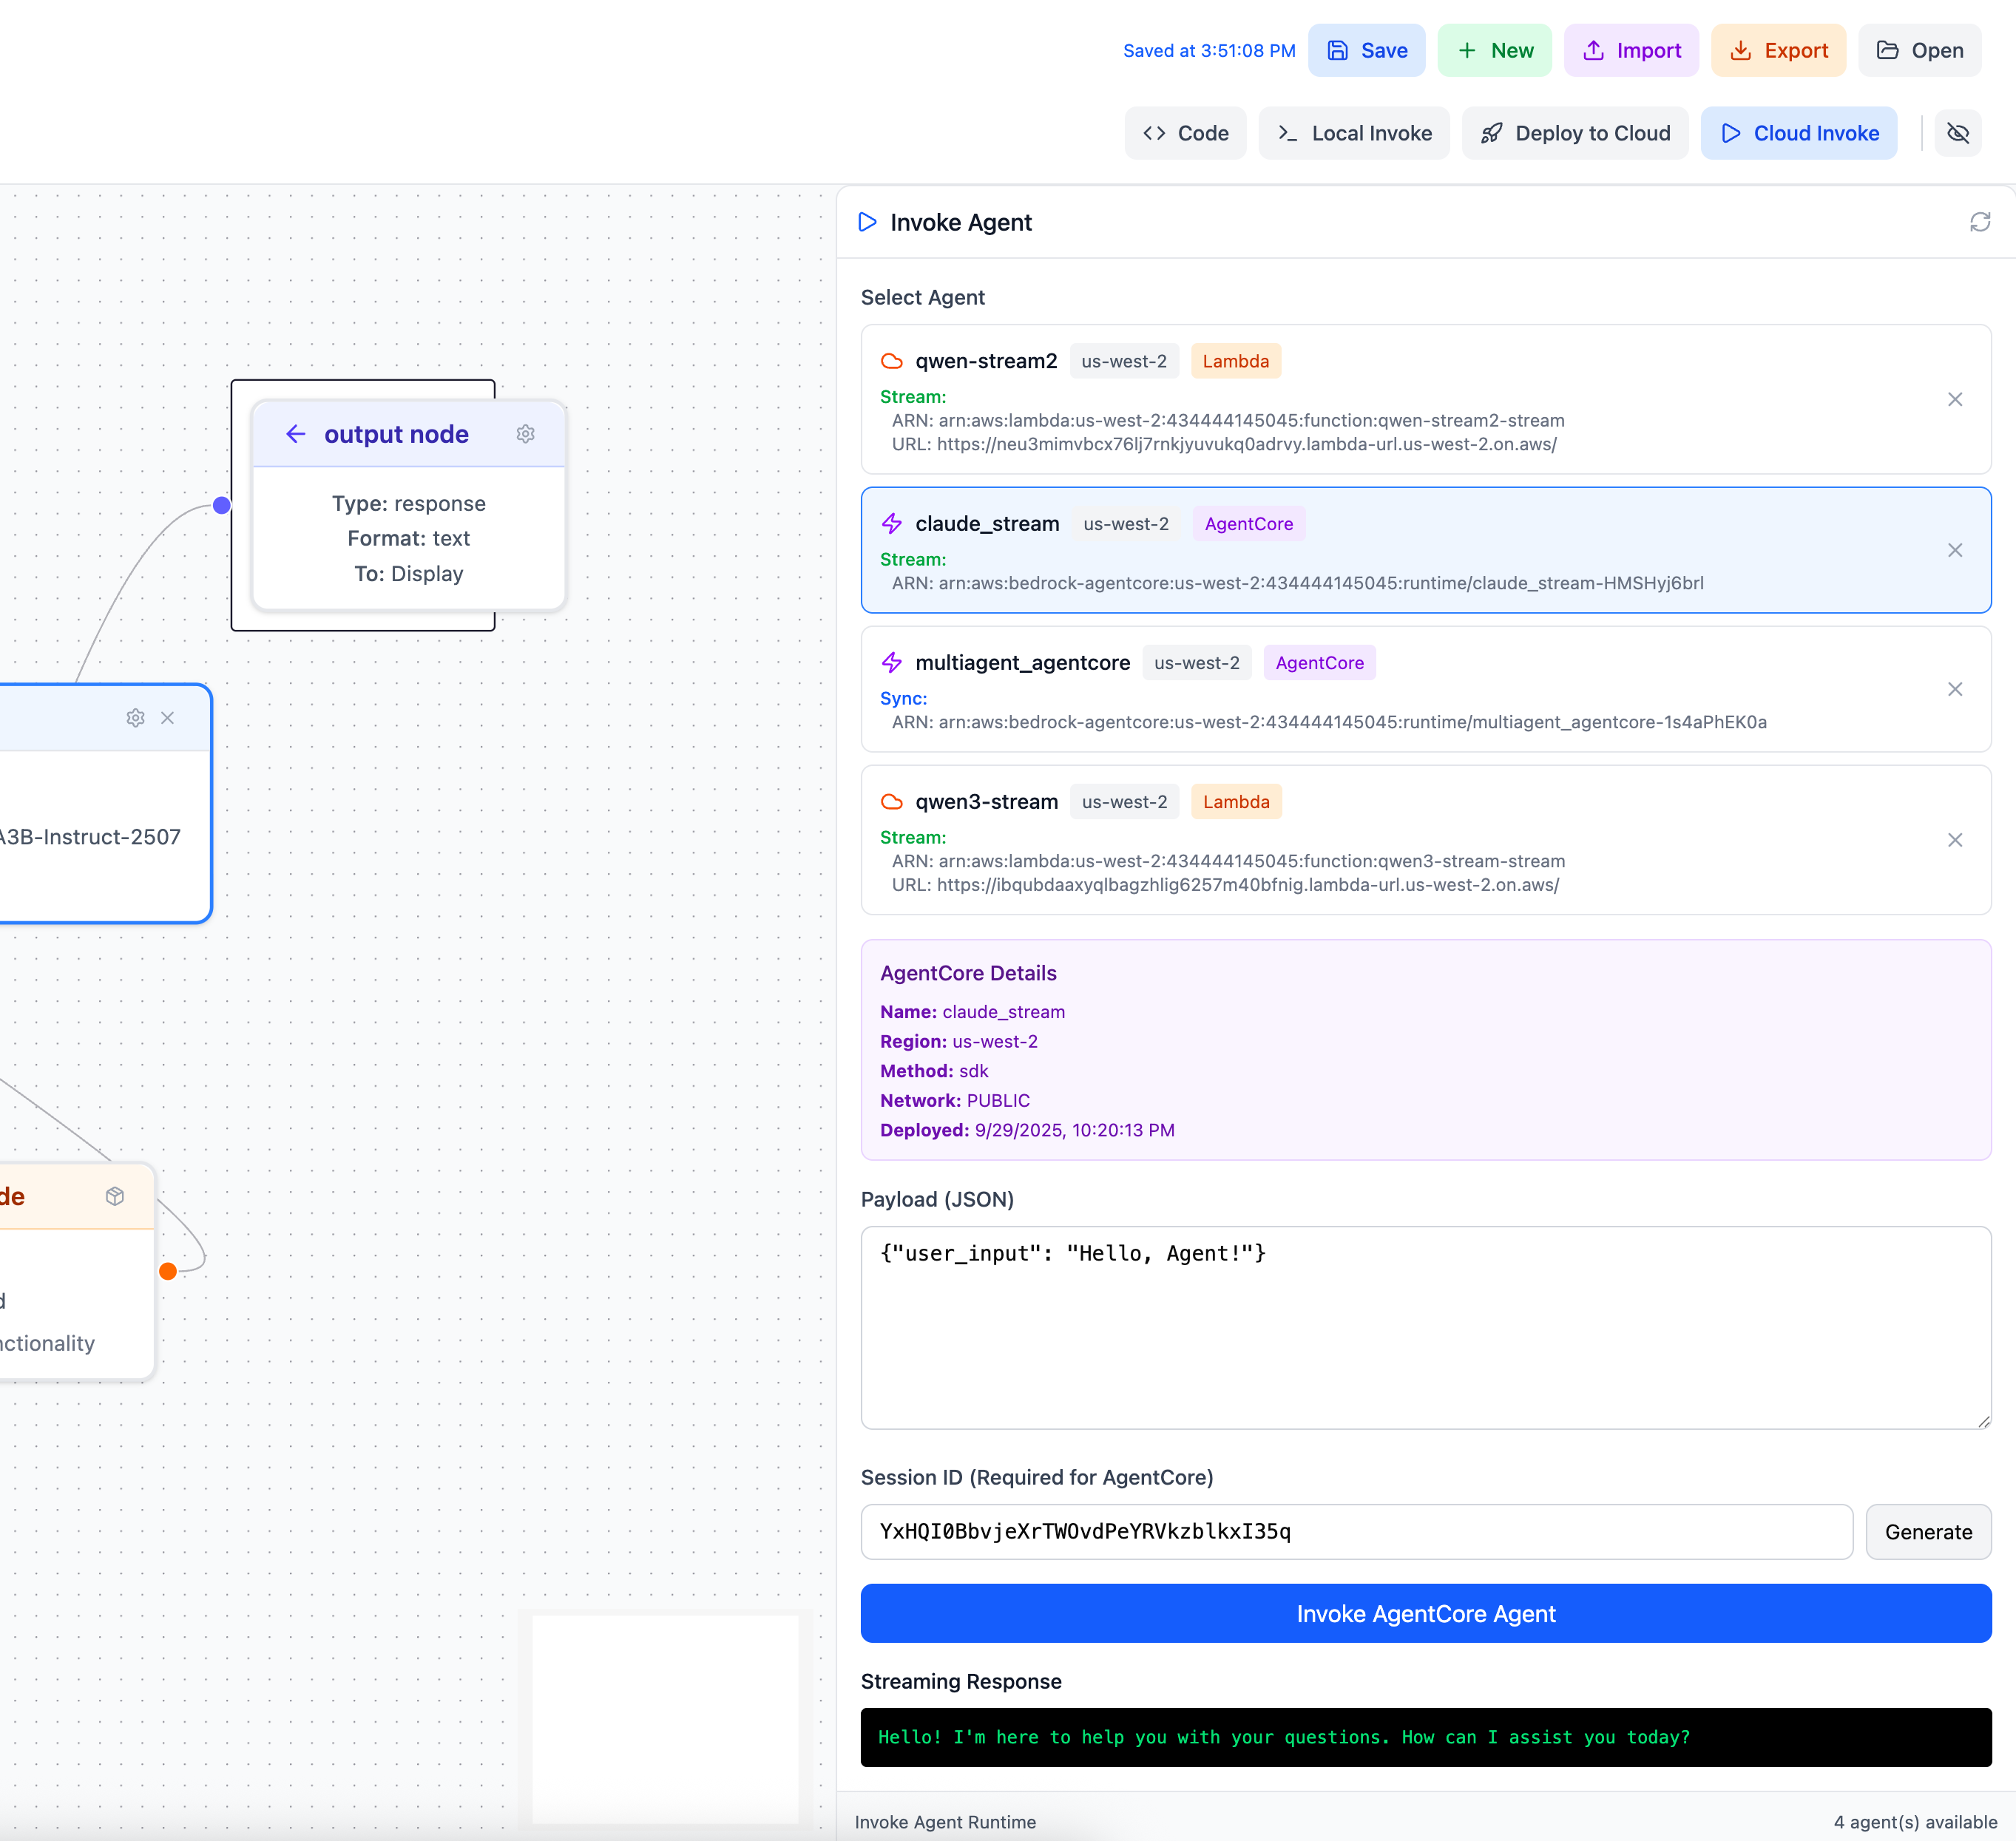 Saved at 3:51:08 PM
Save
New
Import
Export
Open
Code
Local Invoke
Deploy to Cloud
Cloud Invoke
output node
Type: response
Format: text
To: Display
A3B-Instruct-2507
de
d
nctionality
Invoke Agent
Select Agent
qwen-stream2 us-west-2 Lambda
Stream:
ARN: arn:aws:lambda:us-west-2:434444145045:function:qwen-stream2-stream
URL: https://neu3mimvbcx76lj7rnkjyuvukq0adrvy.lambda-url.us-west-2.on.aws/
claude_stream us-west-2 AgentCore
Stream:
ARN: arn:aws:bedrock-agentcore:us-west-2:434444145045:runtime/claude_stream-HMSHyj6brl
multiagent_agentcore us-west-2 AgentCore
Sync:
ARN: arn:aws:bedrock-agentcore:us-west-2:434444145045:runtime/multiagent_agentcore-1s4aPhEK0a
qwen3-stream us-west-2 Lambda
Stream:
ARN: arn:aws:lambda:us-west-2:434444145045:function:qwen3-stream-stream
URL: https://ibqubdaaxyqlbagzhlig6257m40bfnig.lambda-url.us-west-2.on.aws/
AgentCore Details
Name: claude_stream
Region: us-west-2
Method: sdk
Network: PUBLIC
Deployed: 9/29/2025, 10:20:13 PM
Payload (JSON)
{"user_input": "Hello, Agent!"}
Session ID (Required for AgentCore)
YxHQI0BbvjeXrTWOvdPeYRVkzblkxI35q
Generate
Invoke AgentCore Agent
Streaming Response
Hello! I'm here to help you with your questions. How can I assist you today?
Invoke Agent Runtime
4 agent(s) available